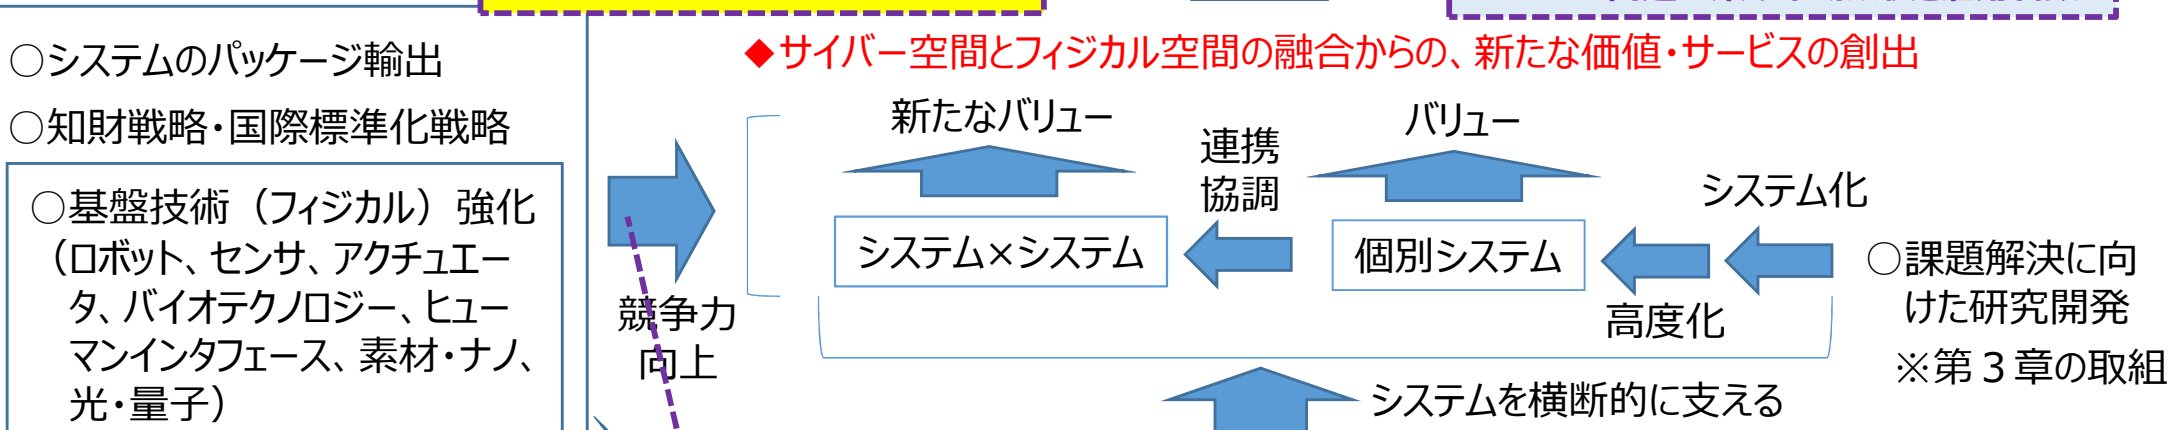 ○システムのパッケージ輸出
○知財戦略・国際標準化戦略
○基盤技術（フィジカル）強化
（ロボット、センサ、アクチュエー
タ、バイオテクノロジー、ヒュー
マンインタフェース、素材・ナノ、
光・量子）
競争力
向上
◆サイバー空間とフィジカル空間の融合からの、新たな価値・サービスの創出
新たなバリュー
連携
協調
バリュー
システム化
システム×システム
個別システム
高度化
○課題解決に向
けた研究開発
※第３章の取組
システムを横断的に支える